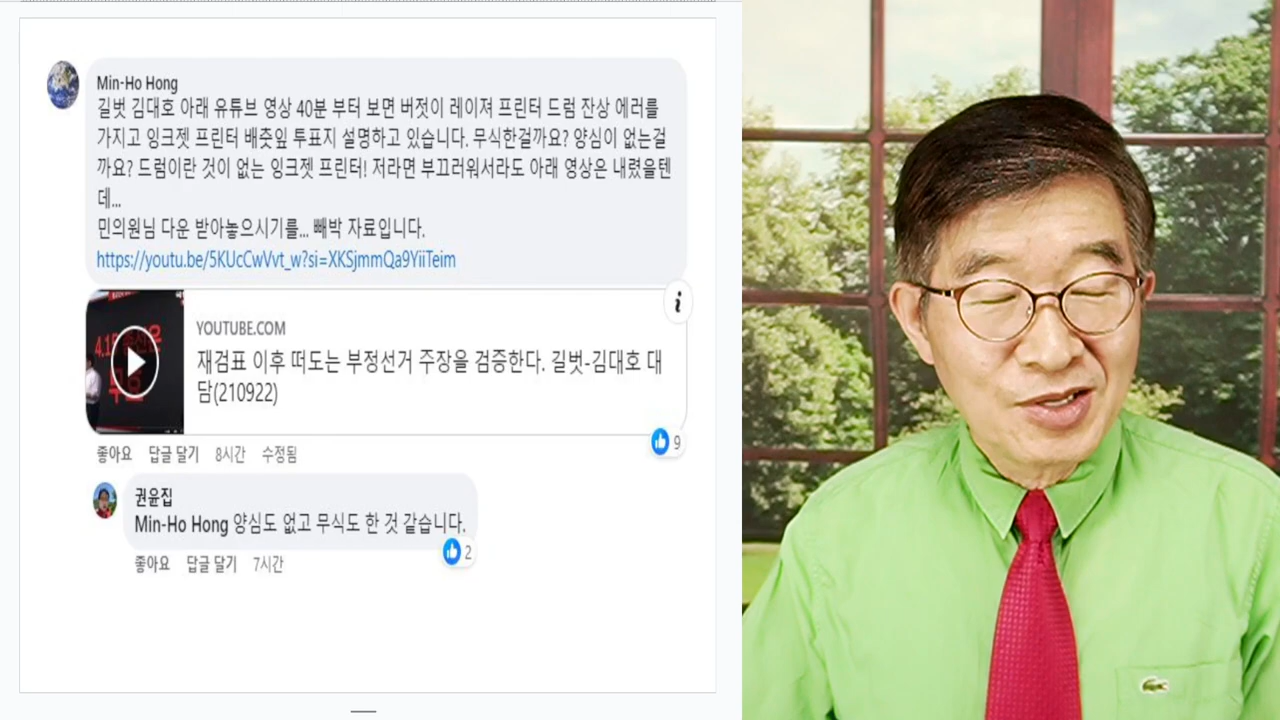 Min-Ho Hong
길벗 김대호 아래 유튜브 영상 40분 부터 보면 버젓이 레이져 프린터 드럼 잔상 에러를
가지고 잉크젯 프린터 배춧잎 투표지 설명하고 있습니다. 무식한걸까요? 양심이 없는걸
까요? 드럼이란 것이 없는 잉크젯 프린터! 저라면 부끄러워서라도 아래 영상은 내렸을텐
데...
민의원님 다운 받아놓으시기를... 빼박 자료입니다.
https://youtu.be/5KUcCwVvt_w?si=XKSjmmQa9YiiTeim
YOUTUBE.COM
재검표 이후 떠도는 부정선거 주장을 검증한다. 길벗-김대호 대
담(210922)
9
좋아요 답글 달기 8시간 수정됨
권윤집
Min-Ho Hong 양심도 없고 무식도 한 것 같습니다.
2
좋아요 답글 달기 7시간